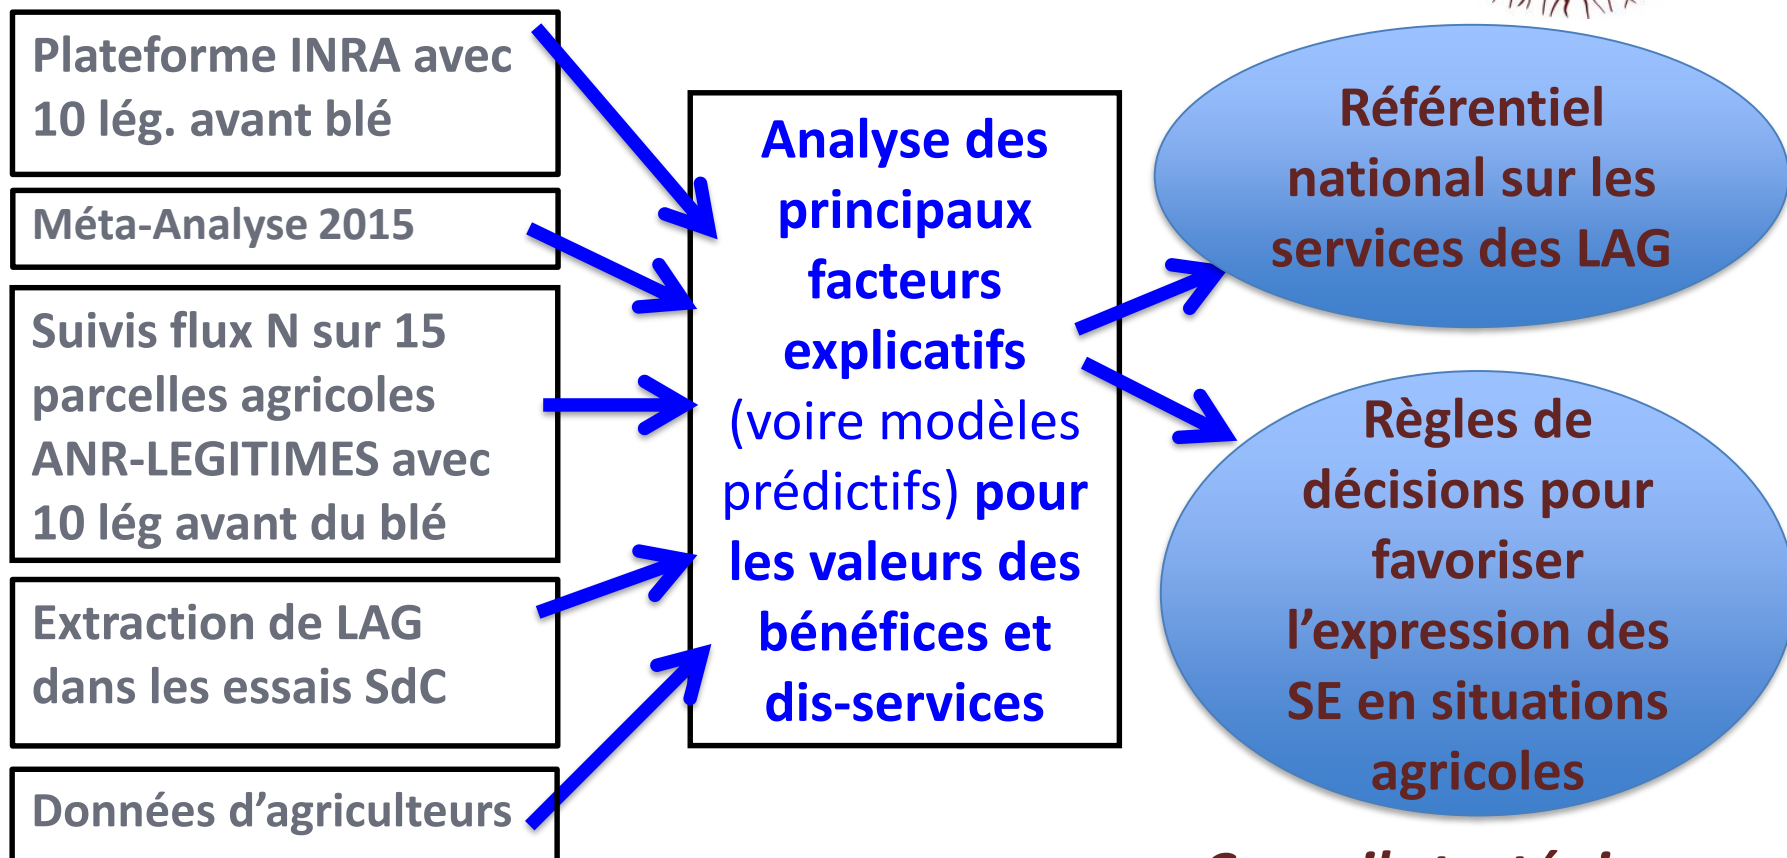 Plateforme INRA avec
10 lég. avant blé
Méta-Analyse 2015
Suivis flux N sur 15
parcelles agricoles
ANR-LEGITIMES avec
10 lég avant du blé
Extraction de LAG
dans les essais SdC
Données d’agriculteurs
Analyse des
principaux
facteurs
explicatifs
(voire modèles
prédictifs) pour
les valeurs des
bénéfices et
dis-services
Référentiel
national sur les
services des LAG
Règles de
décisions pour
favoriser
l’expression des
SE en situations
agricoles